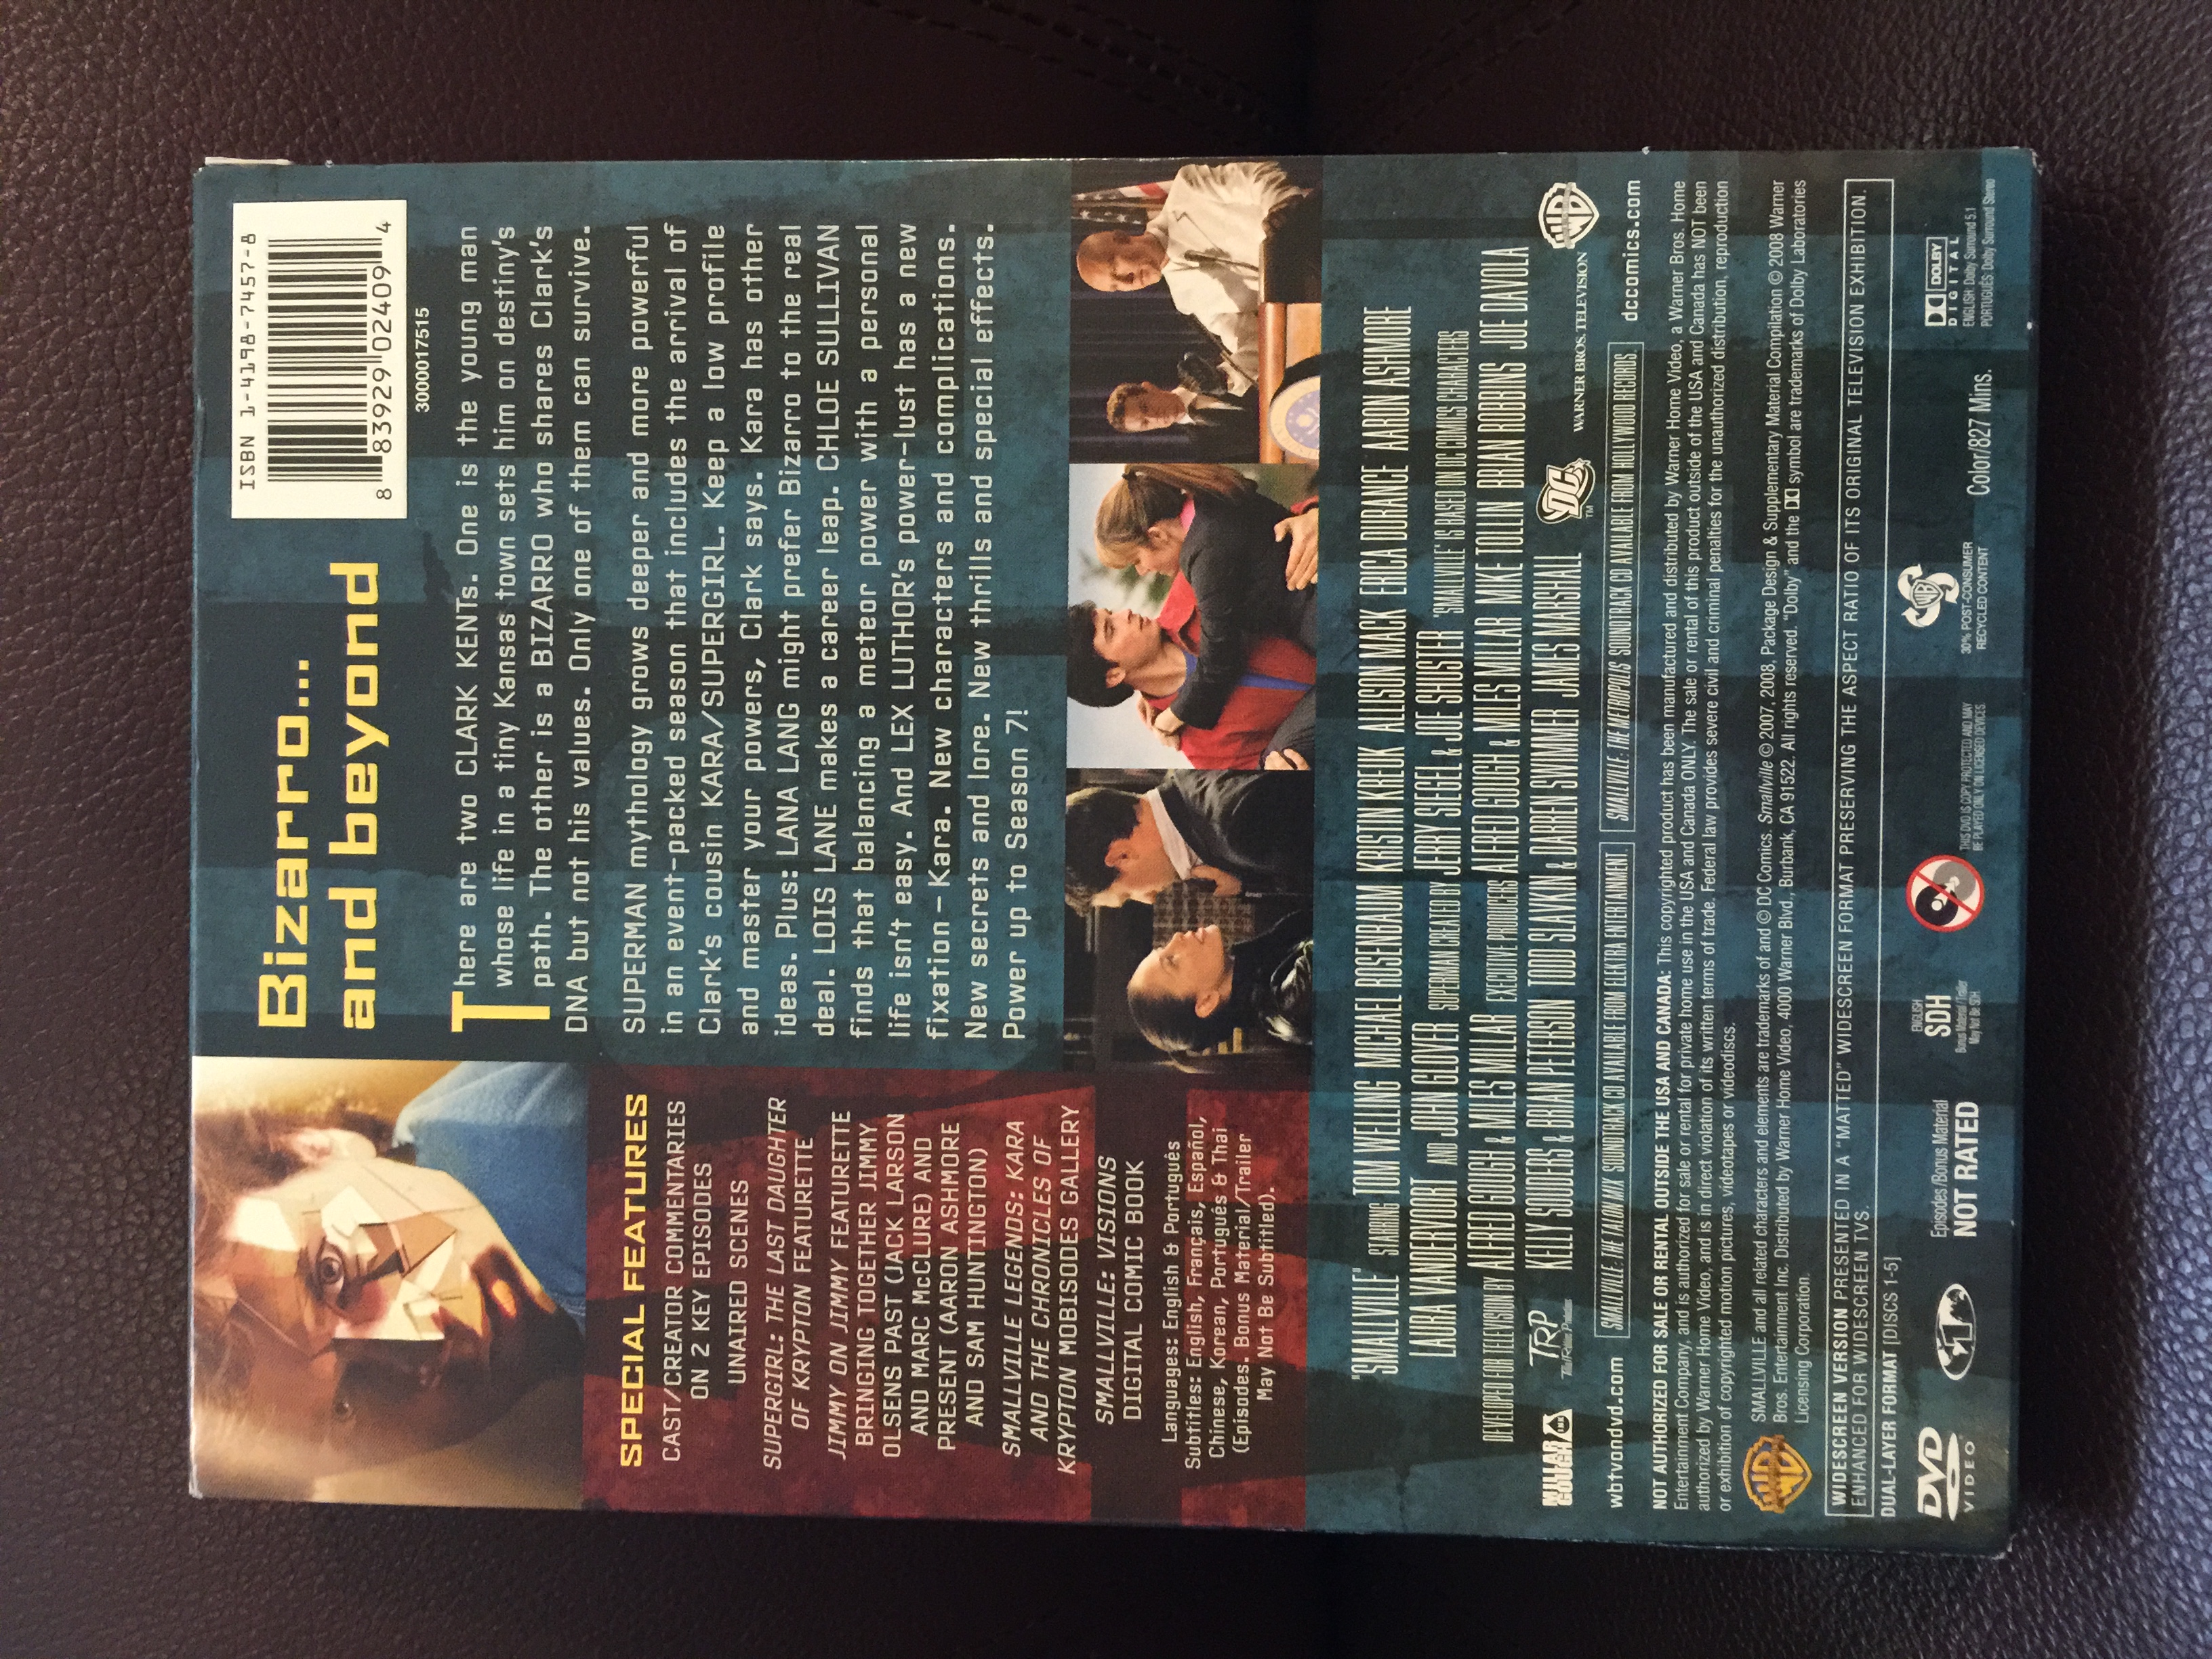 ISBN 1-4198-7457-8
8 83929 02409 4
3000017515
Bizarro...
and beyond
There are two CLARK KENTs. One is the young man
whose life in a tiny Kansas town sets him on destiny's
path. The other is a BIZARRO who shares Clark's
DNA but not his values. Only one of them can survive.
SUPERMAN mythology grows deeper and more powerful
in an event-packed season that includes the arrival of
Clark's cousin KARA/SUPERGIRL. Keep a low profile
and master your powers, Clark says. Kara has other
ideas. Plus: LANA LANG might prefer Bizarro to the real
deal. LOIS LANE makes a career leap. CHLOE SULLIVAN
finds that balancing a meteor power with a personal
life isn't easy. And LEX LUTHOR's power-lust has a new
fixation – Kara. New characters and complications.
New secrets and lore. New thrills and special effects.
Power up to Season 7!
SPECIAL FEATURES
CAST/CREATOR COMMENTARIES
ON 2 KEY EPISODES
UNAIRED SCENES
SUPERGIRL: THE LAST DAUGHTER
OF KRYPTON FEATURETTE
JIMMY ON JIMMY FEATURETTE
BRINGING TOGETHER JIMMY
OLSENS PAST (JACK LARSON
AND MARC McCLURE) AND
PRESENT (AARON ASHMORE
AND SAM HUNTINGTON)
SMALLVILLE LEGENDS: KARA
AND THE CHRONICLES OF
KRYPTON MOBISODES GALLERY
SMALLVILLE: VISIONS
DIGITAL COMIC BOOK
Languages: English & Português
Subtitles: English, Français, Español,
Chinese, Korean, Português & Thai
(Episodes. Bonus Material/Trailer
May Not Be Subtitled).
"SMALLVILLE" STARRING TOM WELLING MICHAEL ROSENBAUM KRISTIN KREUK ALLISON MACK ERICA DURANCE AARON ASHMORE
LAURA VANDERVOORT AND JOHN GLOVER SUPERMAN CREATED BY JERRY SIEGEL & JOE SHUSTER "SMALLVILLE" IS BASED ON DC COMICS CHARACTERS
DEVELOPED FOR TELEVISION BY ALFRED GOUGH & MILES MILLAR EXECUTIVE PRODUCERS ALFRED GOUGH & MILES MILLAR MIKE TOLLIN BRIAN ROBBINS JOE DAVOLA
KELLY SOUDERS & BRIAN PETERSON TODD SLAVKIN & DARREN SWIMMER JAMES MARSHALL
MILLAR
GOUGH INK
TRP
Tollin/Robbins Productions
DC
TM
WARNER BROS. TELEVISION
WB
wbtvondvd.com
SMALLVILLE: THE TALON MIX SOUNDTRACK CD AVAILABLE FROM ELEKTRA ENTERTAINMENT.
SMALLVILLE: THE METROPOLIS SOUNDTRACK CD AVAILABLE FROM HOLLYWOOD RECORDS.
dccomics.com
NOT AUTHORIZED FOR SALE OR RENTAL OUTSIDE THE USA AND CANADA: This copyrighted product has been manufactured and distributed by Warner Home Video, a Warner Bros. Home
Entertainment Company, and is authorized for sale or rental for private home use in the USA and Canada ONLY. The sale or rental of this product outside of the USA and Canada has NOT been
authorized by Warner Home Video, and is in direct violation of its written terms of trade. Federal law provides severe civil and criminal penalties for the unauthorized distribution, reproduction
or exhibition of copyrighted motion pictures, videotapes or videodiscs.
WB
SMALLVILLE and all related characters and elements are trademarks of and © DC Comics. Smallville © 2007, 2008, Package Design & Supplementary Material Compilation © 2008 Warner
Bros. Entertainment Inc. Distributed by Warner Home Video, 4000 Warner Blvd., Burbank, CA 91522. All rights reserved. "Dolby" and the DD symbol are trademarks of Dolby Laboratories
Licensing Corporation.
WIDESCREEN VERSION PRESENTED IN A "MATTED" WIDESCREEN FORMAT PRESERVING THE ASPECT RATIO OF ITS ORIGINAL TELEVISION EXHIBITION.
ENHANCED FOR WIDESCREEN TVS.
DUAL-LAYER FORMAT [DISCS 1-5]
DVD
VIDEO
1
Episodes/Bonus Material
NOT RATED
ENGLISH
SDH
Bonus Material/Trailer
May Not Be SDH
THIS DVD IS COPY PROTECTED AND MAY
BE PLAYED ONLY ON LICENSED DEVICES.
WB
30% POST-CONSUMER
RECYCLED CONTENT
Color/827 Mins.
DOLBY
DIGITAL
ENGLISH: Dolby Surround 5.1
PORTUGUÊS: Dolby Surround Stereo